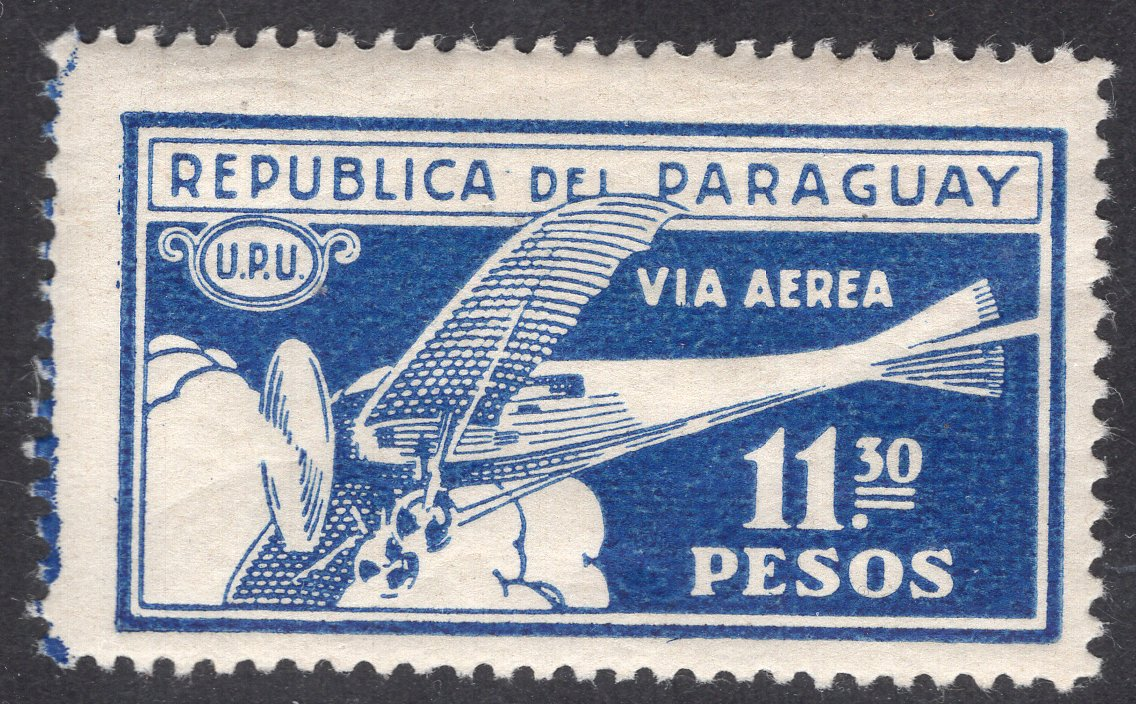 REPUBLICA DEL PARAGUAY
U.P.U.
VIA AEREA
11.30
PESOS